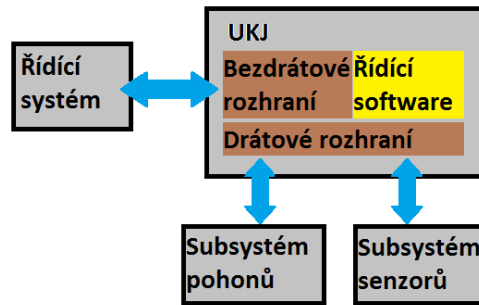 UKJ
Řídící
systém
Bezdrátové
rozhraní
Řídící
software
Drátové rozhraní
Subsystém
pohonů
Subsystém
senzorů